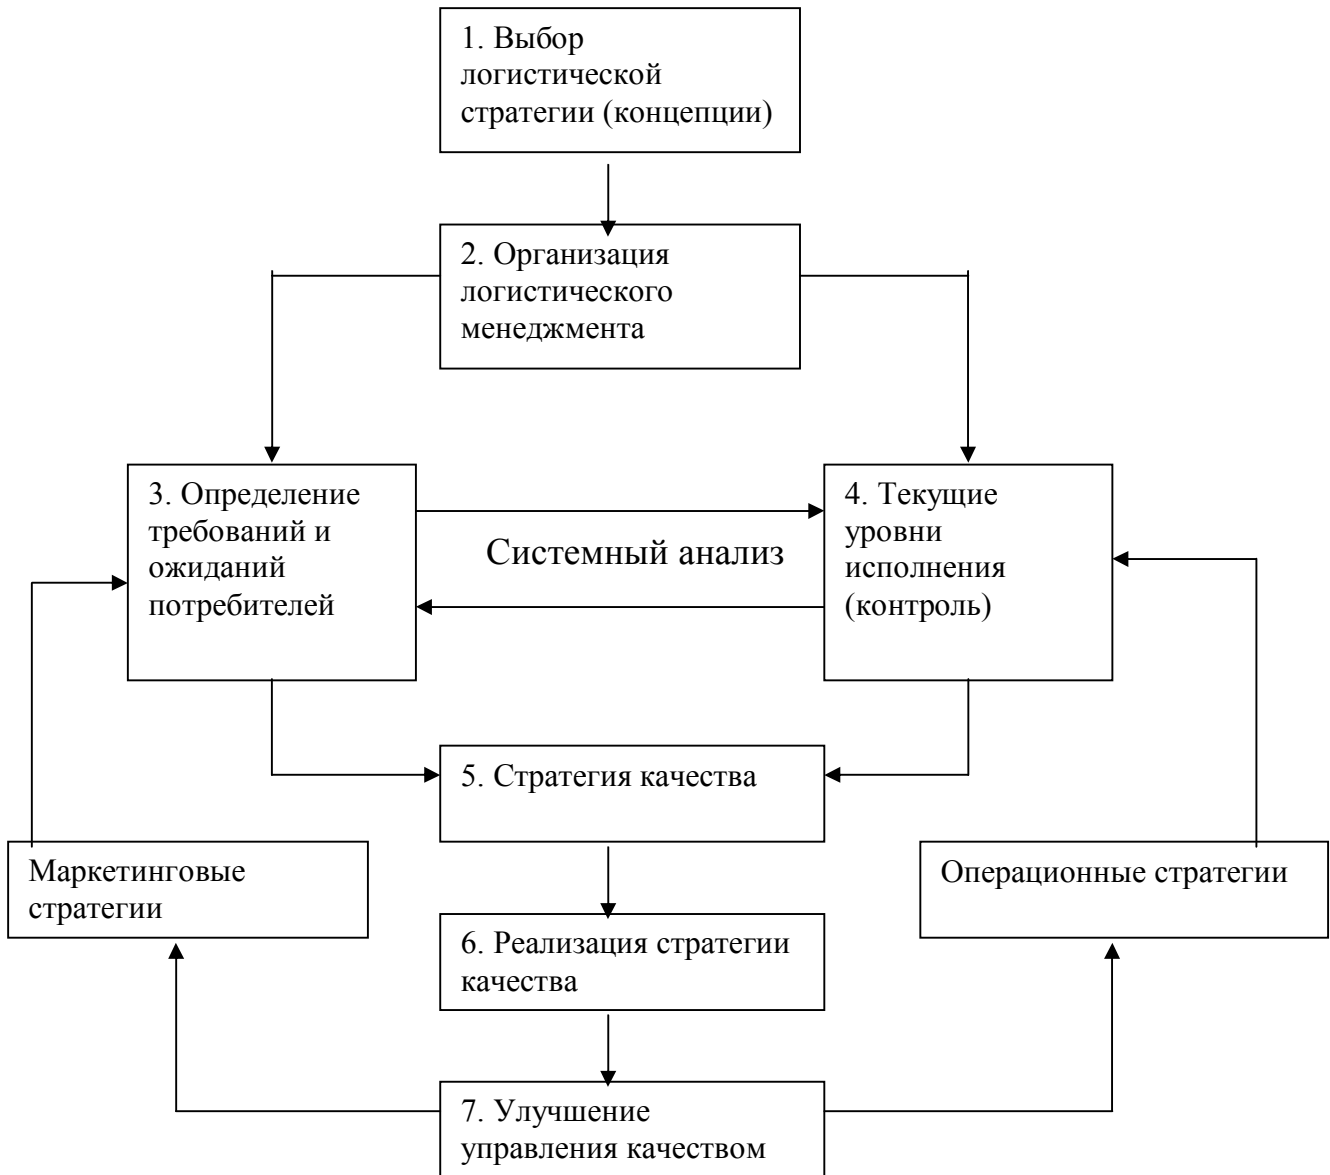 1. Выбор
логистической
стратегии (концепции)
2. Организация
логистического
менеджмента
3. Определение
требований и
ожиданий
потребителей
Системный анализ
4. Текущие
уровни
исполнения
(контроль)
5. Стратегия качества
Маркетинговые
стратегии
Операционные стратегии
6. Реализация стратегии
качества
7. Улучшение
управления качеством